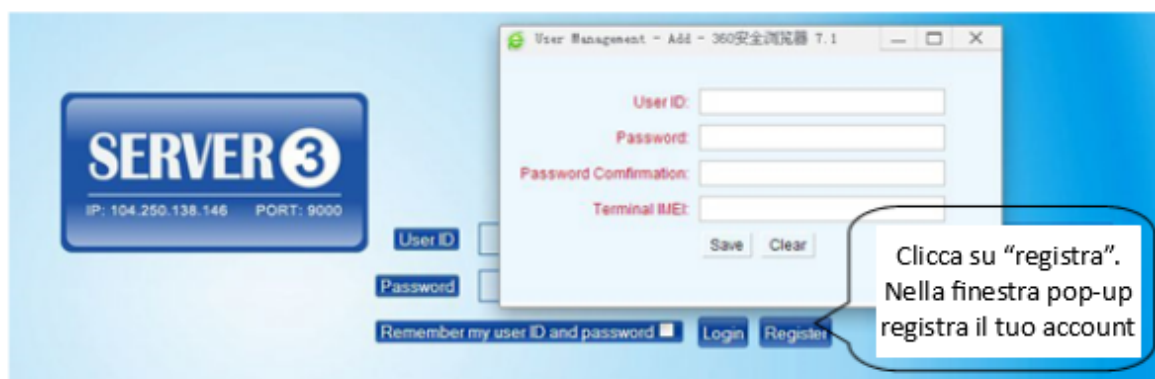 User Management - Add - 360安全浏览器 7.1
User ID:
Password:
Password Comfirmation:
Terminal IMEI:
Save Clear
SERVER 3
IP: 104.250.138.146 PORT: 9000
User ID
Password
Remember my user ID and password
Login Register
Clicca su “registra”.
Nella finestra pop-up
registra il tuo account